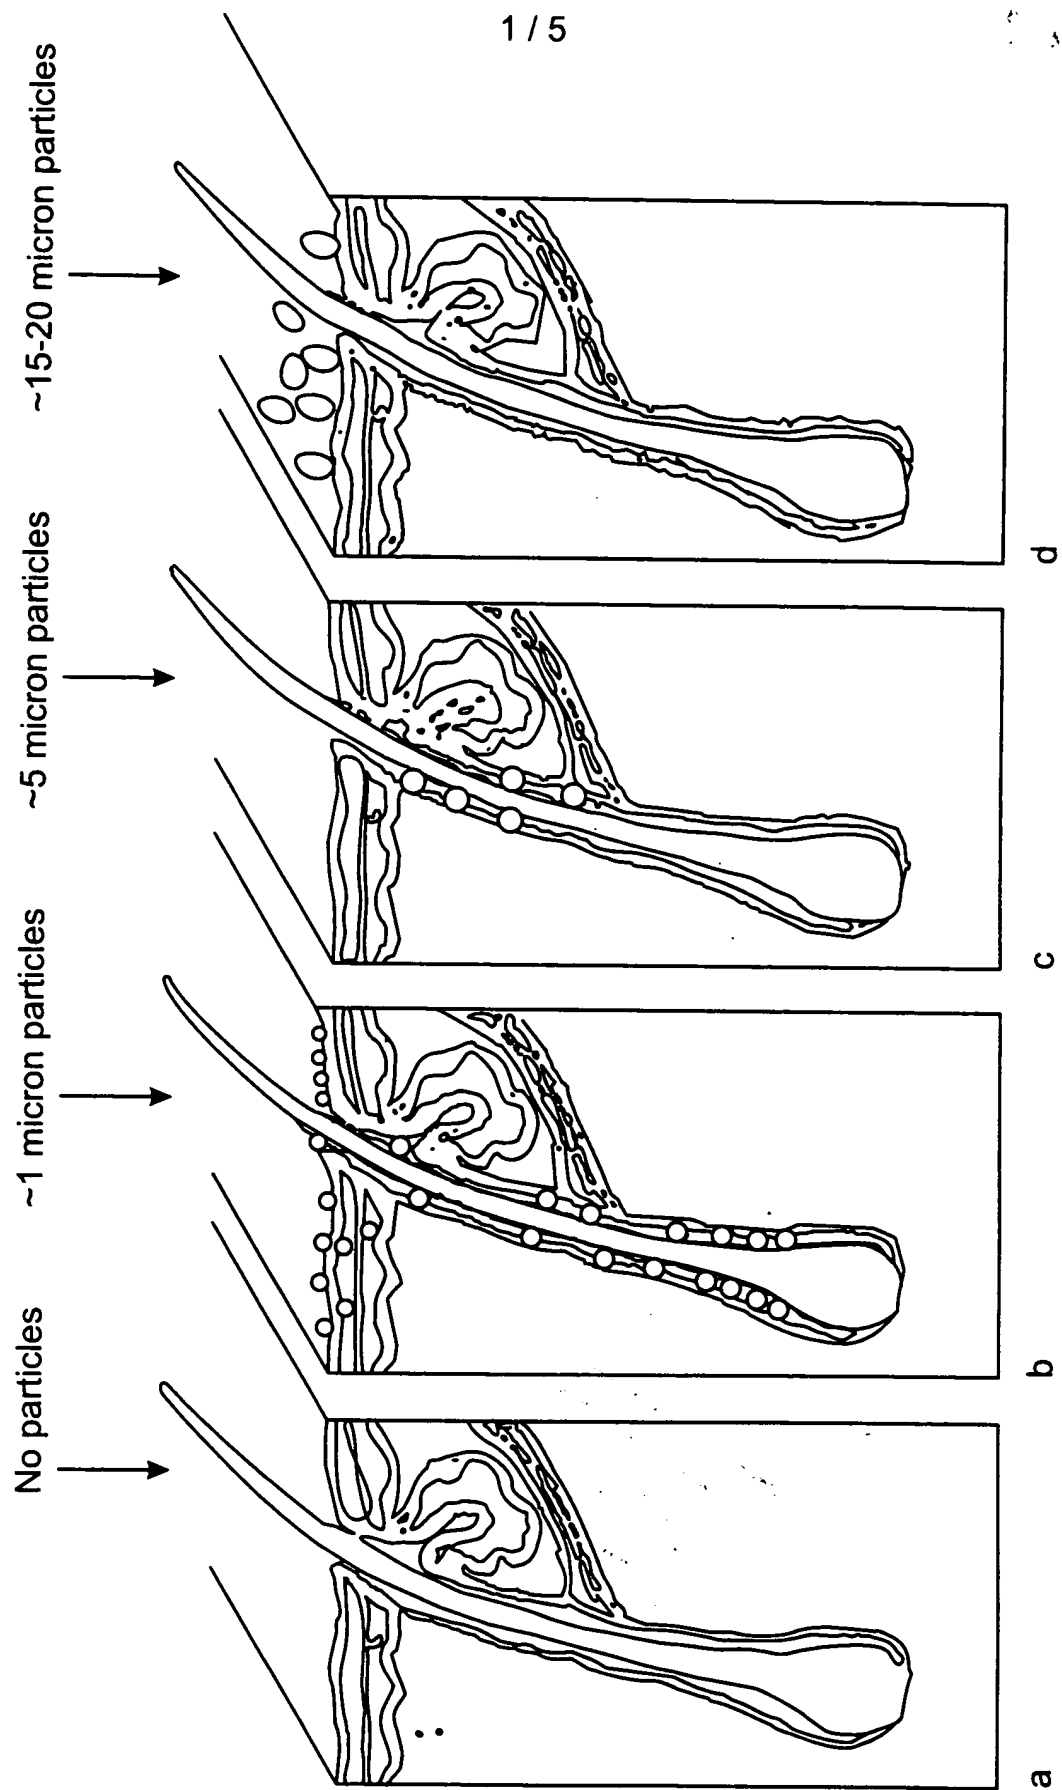 1 / 5
No particles
~1 micron particles
~5 micron particles
~15-20 micron particles
a
b
c
d